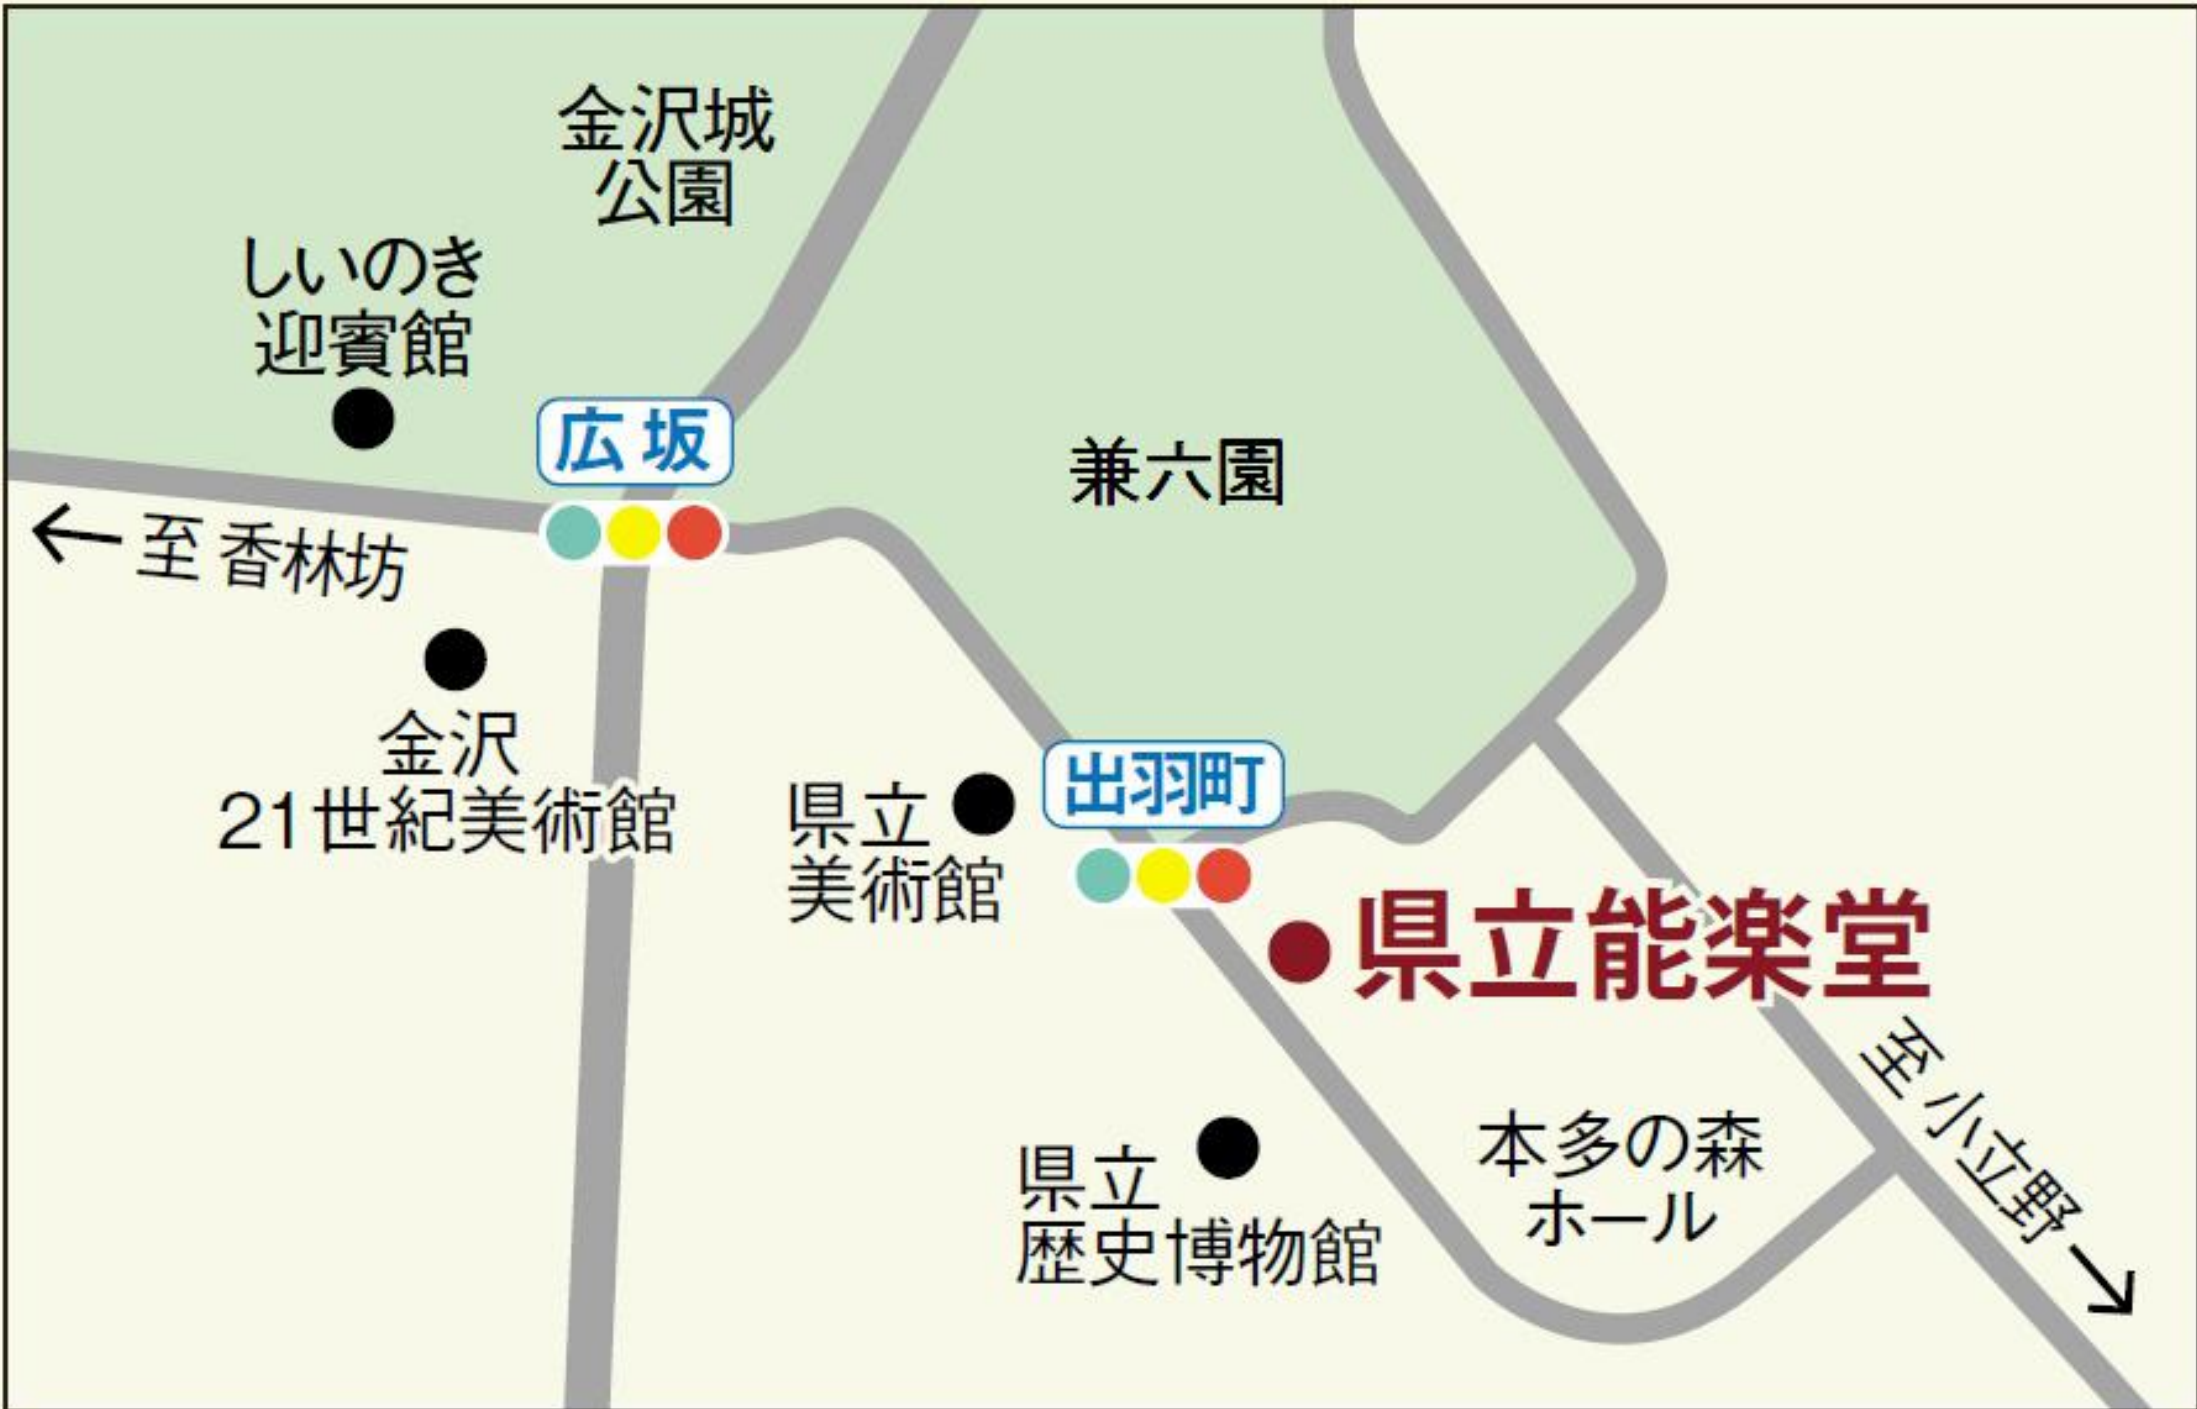 金沢城
公園
しいのき
迎賓館
広坂
兼六園
← 至 香林坊
金沢
21世紀美術館
県立
美術館
出羽町
県立能楽堂
至 小立野 →
本多の森
ホール
県立
歴史博物館